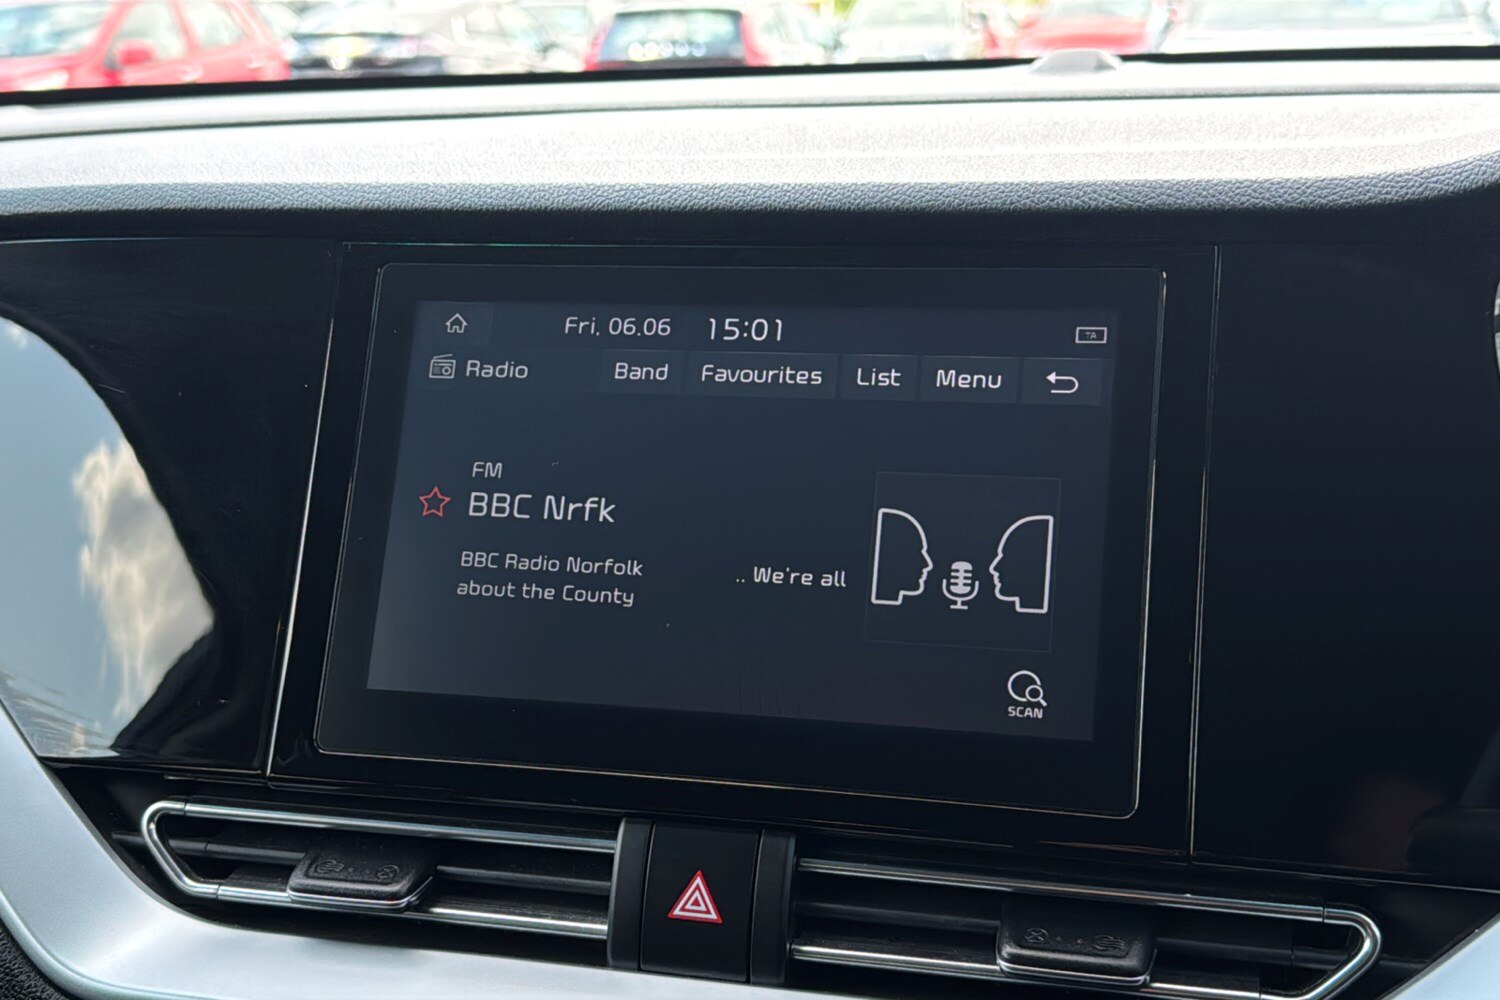 Fri, 06.06 15:01 TA
Radio Band Favourites List Menu
FM
BBC Nrfk
BBC Radio Norfolk .. We're all
about the County
SCAN